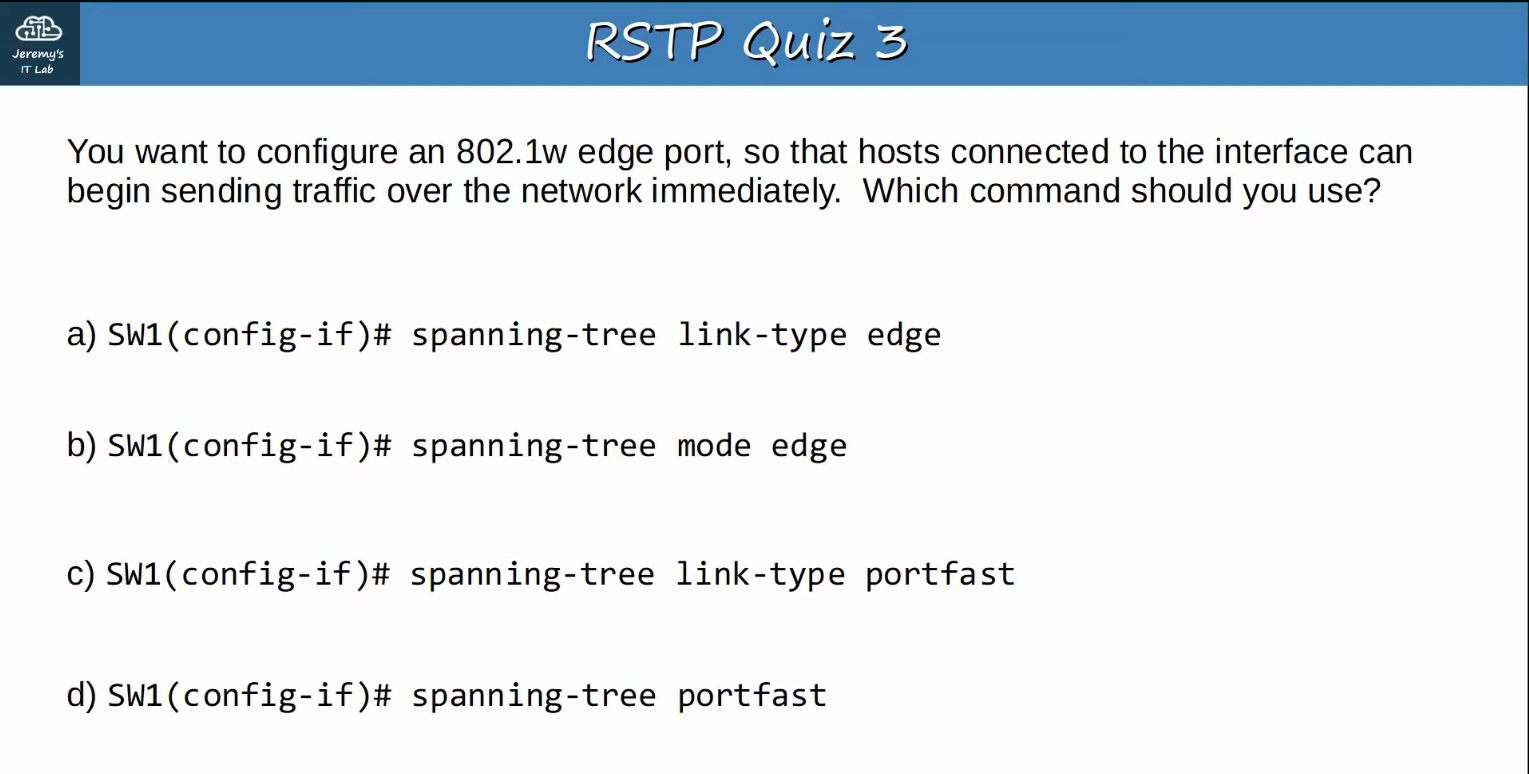 Jeremy's
IT Lab
RSTP Quiz 3
You want to configure an 802.1w edge port, so that hosts connected to the interface can
begin sending traffic over the network immediately.  Which command should you use?
a) SW1(config-if)# spanning-tree link-type edge
b) SW1(config-if)# spanning-tree mode edge
c) SW1(config-if)# spanning-tree link-type portfast
d) SW1(config-if)# spanning-tree portfast